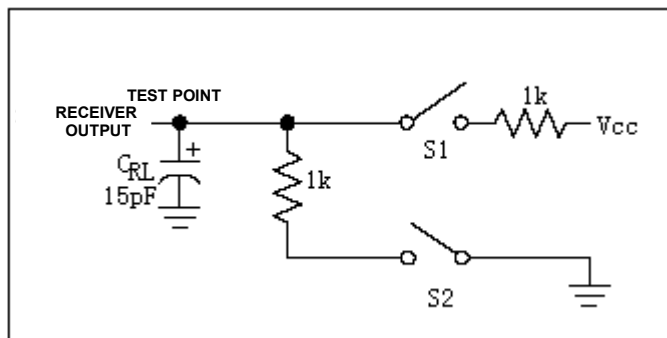 TEST POINT
RECEIVER
OUTPUT
1k
Vcc
S1
CRL
15pF
1k
S2